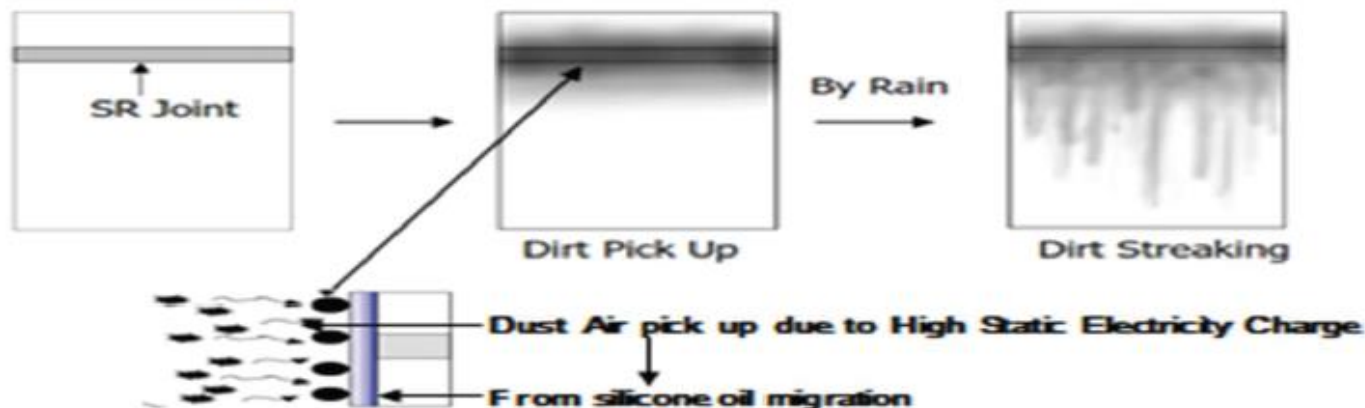 SR Joint
By Rain
Dirt Pick Up
Dirt Streaking
Dust Air pick up due to High Static Electricity Charge
From silicone oil migration